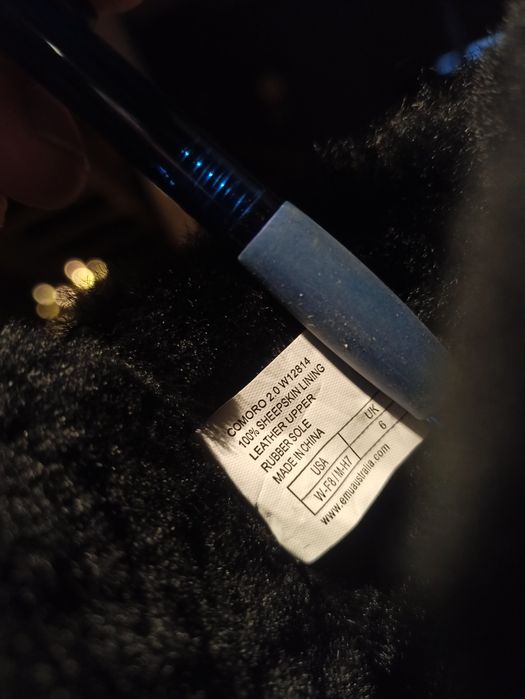 COMORO 2.0 W12814
100% SHEEPSKIN LINING
LEATHER UPPER
RUBBER SOLE
MADE IN CHINA
USA UK
W-F8/M-H7 6
www.emuaustralia.com